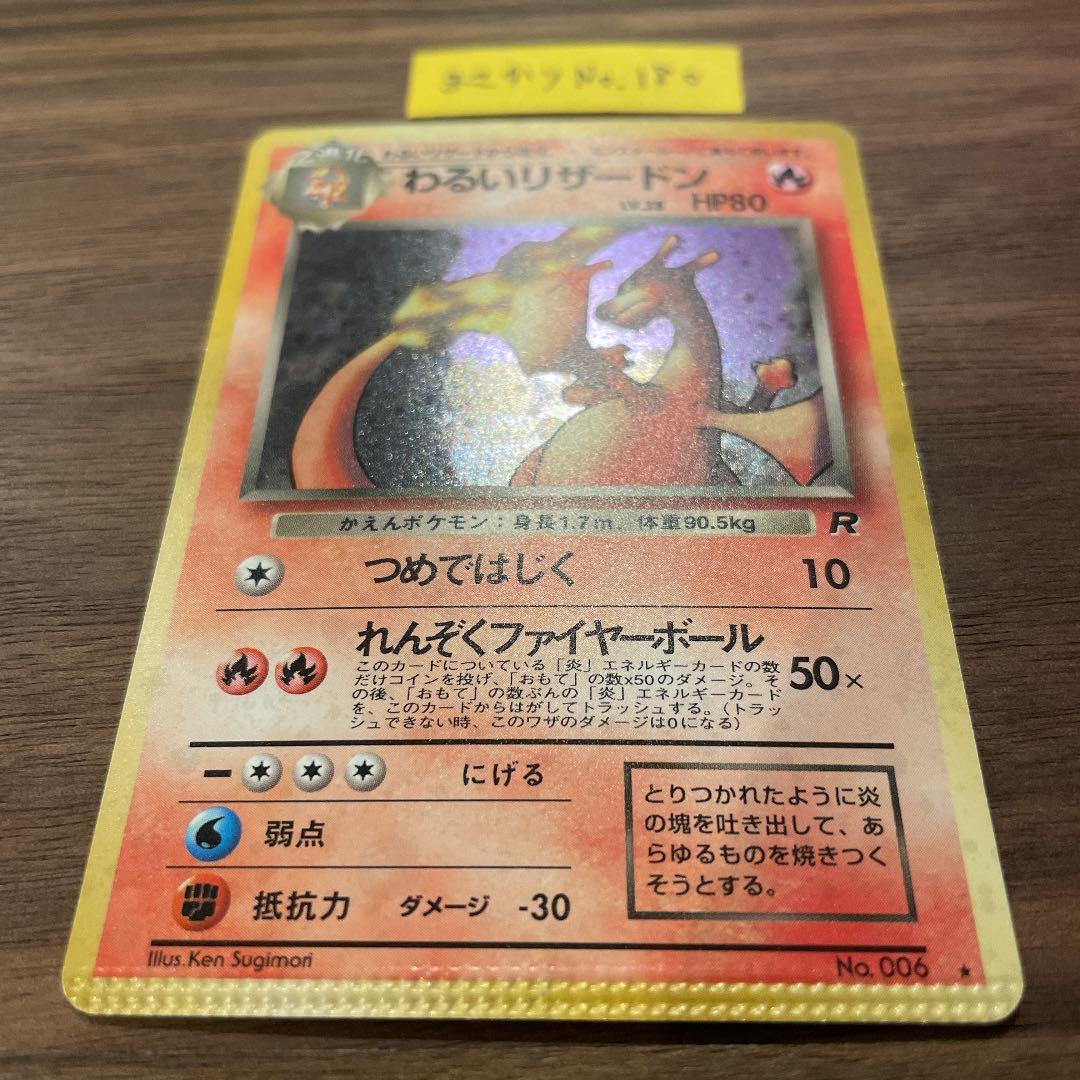 2進化
わるいリザードン
LV.38 HP80
かえんポケモン：身長1.7m、体重90.5kg
R
つめではじく 10
れんぞくファイヤーボール
50×
このカードについている「炎」エネルギーカードの数
だけコインを投げ、「おもて」の数x50のダメージ。そ
の後、「おもて」の数ぶんの「炎」エネルギーカード
を、このカードからはがしてトラッシュする。（トラッ
シュできない時、このワザのダメージは0になる）
にげる
弱点
抵抗力 ダメージ -30
とりつかれたように炎
の塊を吐き出して、あ
らゆるものを焼きつく
そうとする。
Illus.Ken Sugimori
No.006 ★